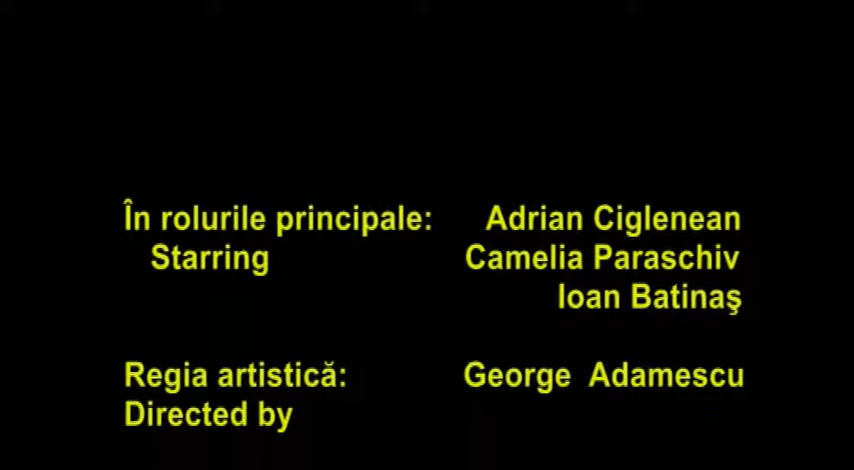 În rolurile principale: Adrian Ciglenean
Starring Camelia Paraschiv
Ioan Batinaş
Regia artistică: George Adamescu
Directed by